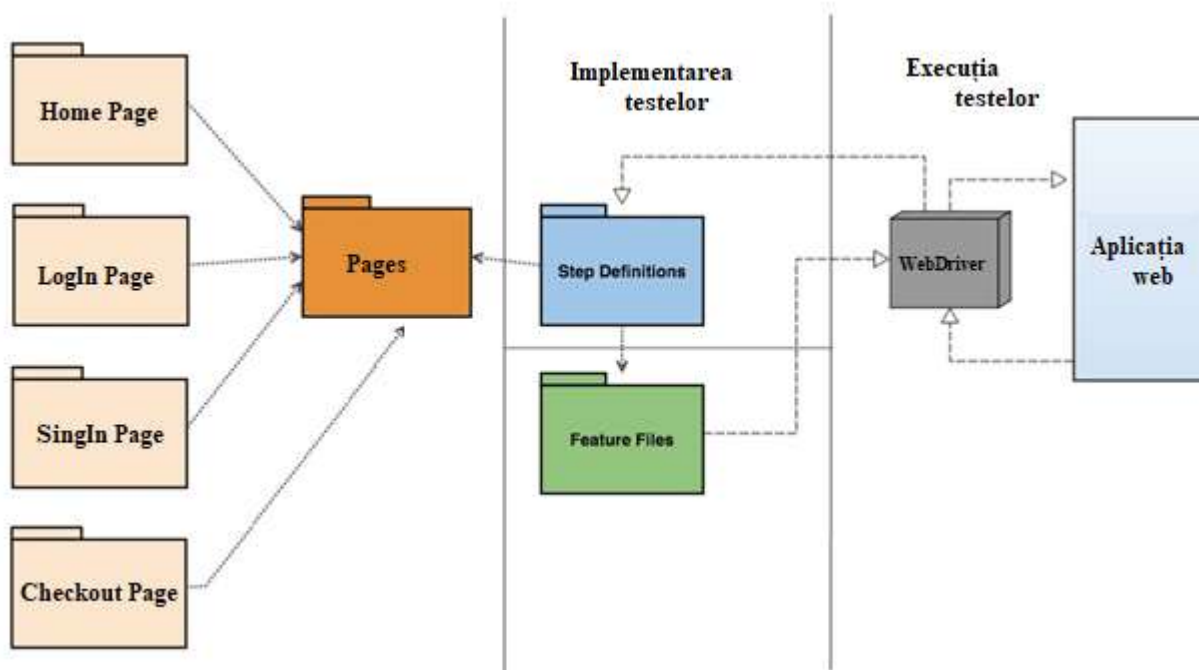 Home Page
LogIn Page
SingIn Page
Checkout Page
Pages
Implementarea
testelor
Step Definitions
Feature Files
Execuția
testelor
WebDriver
Aplicația
web